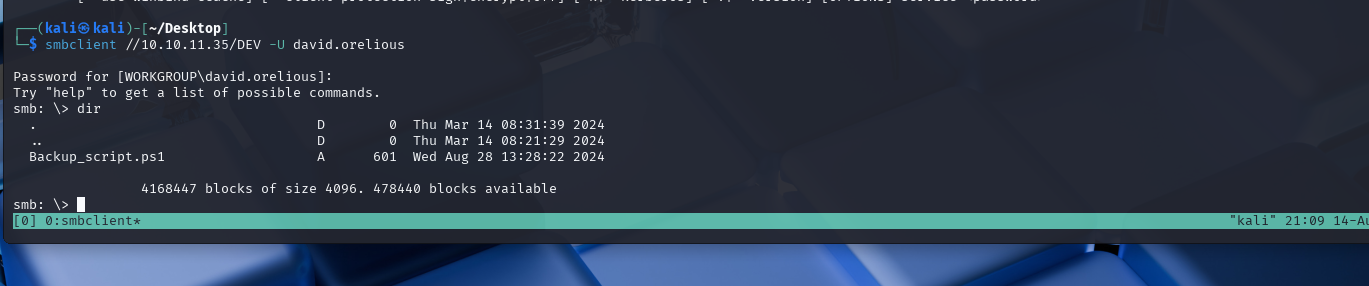 ┌──(kali㉿kali)-[~/Desktop]
└─$ smbclient //10.10.11.35/DEV -U david.orelious
Password for [WORKGROUP\david.orelious]:
Try "help" to get a list of possible commands.
smb: \> dir
  .                                   D        0  Thu Mar 14 08:31:39 2024
  ..                                  D        0  Thu Mar 14 08:21:29 2024
  Backup_script.ps1                   A      601  Wed Aug 28 13:28:22 2024
                4168447 blocks of size 4096. 478440 blocks available
smb: \>
[0] 0:smbclient* "kali" 21:09 14-Au